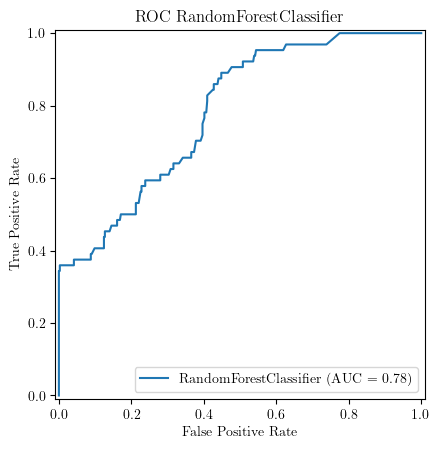 ROC RandomForestClassifier
True Positive Rate
1.0
0.8
0.6
0.4
0.2
0.0
RandomForestClassifier (AUC = 0.78)
0.0 0.2 0.4 0.6 0.8 1.0
False Positive Rate